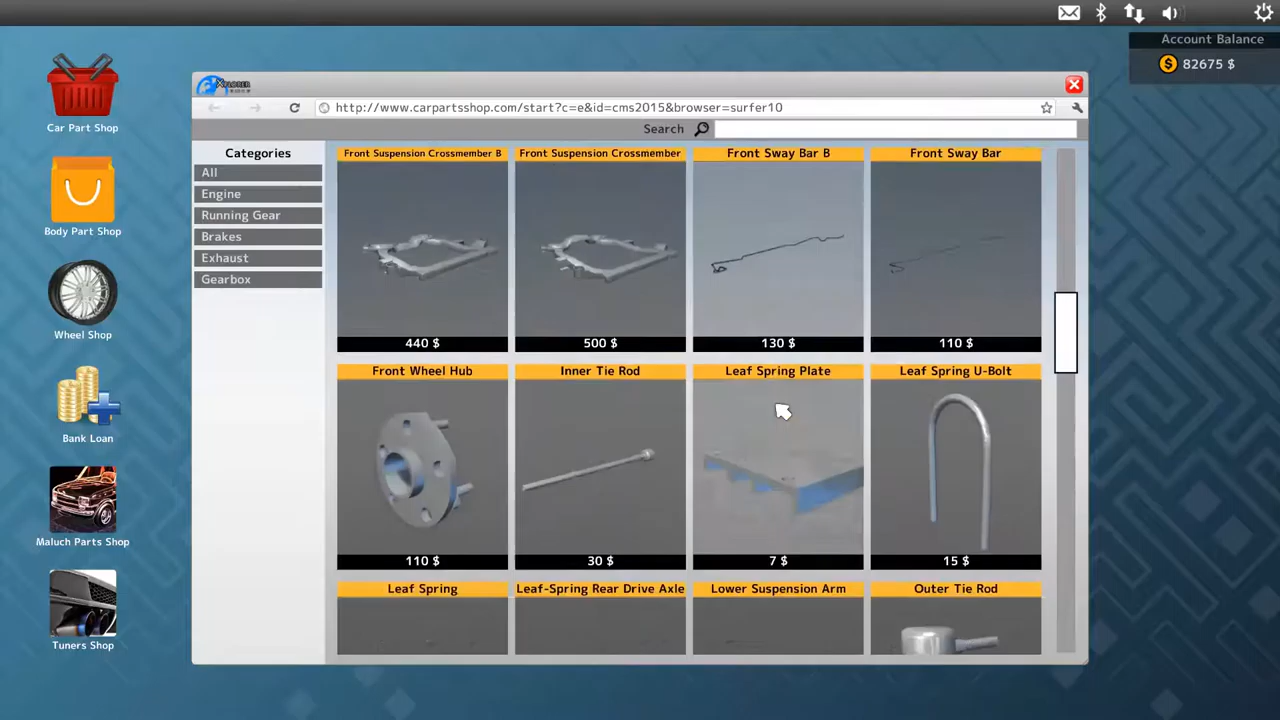 Account Balance
$ 82675 $
Car Part Shop
Body Part Shop
Wheel Shop
Bank Loan
Maluch Parts Shop
Tuners Shop
XPLORER
http://www.carpartsshop.com/start?c=e&id=cms2015&browser=surfer10
Search
Categories
All
Engine
Running Gear
Brakes
Exhaust
Gearbox
Front Suspension Crossmember B
Front Suspension Crossmember
Front Sway Bar B
Front Sway Bar
440 $
500 $
130 $
110 $
Front Wheel Hub
Inner Tie Rod
Leaf Spring Plate
Leaf Spring U-Bolt
110 $
30 $
7 $
15 $
Leaf Spring
Leaf-Spring Rear Drive Axle
Lower Suspension Arm
Outer Tie Rod